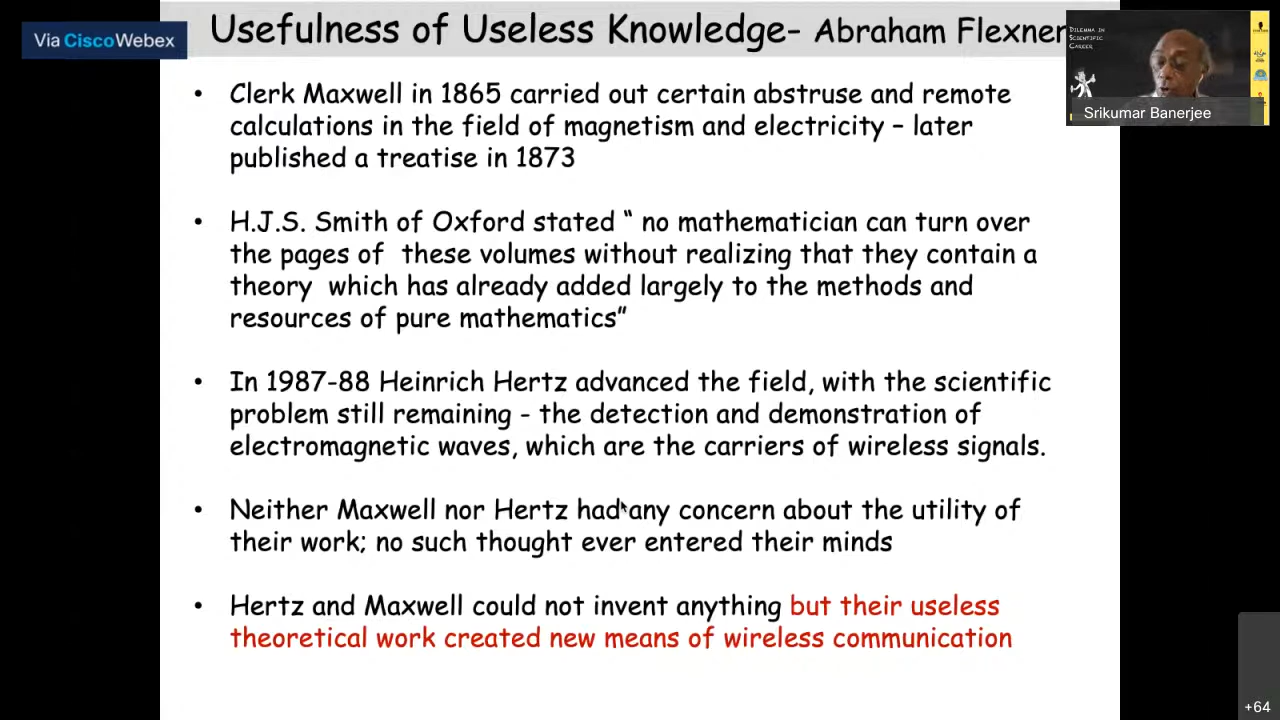 Via CiscoWebex
Usefulness of Useless Knowledge- Abraham Flexner
DILEMMA IN
SCIENTIFIC
CAREER
Srikumar Banerjee
• Clerk Maxwell in 1865 carried out certain abstruse and remote
calculations in the field of magnetism and electricity – later
published a treatise in 1873
• H.J.S. Smith of Oxford stated “ no mathematician can turn over
the pages of these volumes without realizing that they contain a
theory which has already added largely to the methods and
resources of pure mathematics”
• In 1987-88 Heinrich Hertz advanced the field, with the scientific
problem still remaining - the detection and demonstration of
electromagnetic waves, which are the carriers of wireless signals.
• Neither Maxwell nor Hertz had any concern about the utility of
their work; no such thought ever entered their minds
• Hertz and Maxwell could not invent anything but their useless
theoretical work created new means of wireless communication
+64